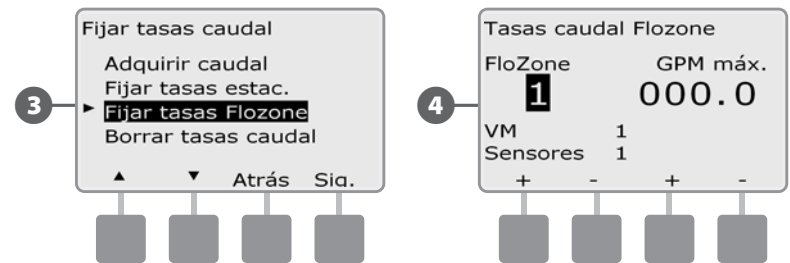 Fijar tasas caudal
Adquirir caudal
Fijar tasas estac.
3
► Fijar tasas Flozone
Borrar tasas caudal
▲ ▼ Atrás Sig.
Tasas caudal Flozone
FloZone GPM máx.
4
1 000.0
VM 1
Sensores 1
+ - + -